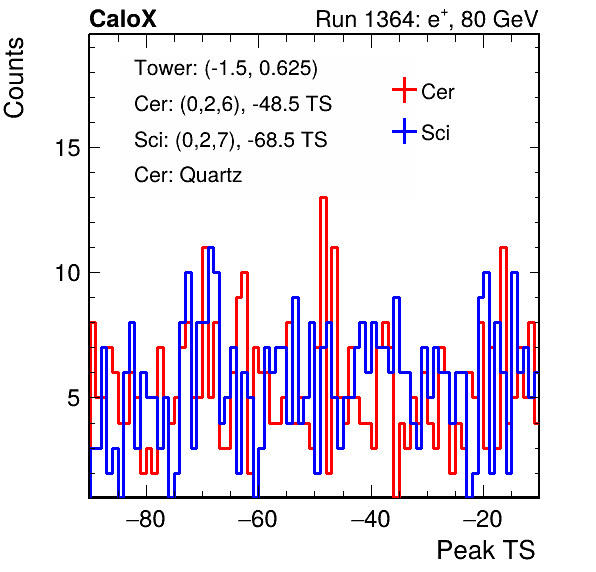 CaloX Run 1364: e⁺, 80 GeV
Counts
Tower: (-1.5, 0.625)
Cer: (0,2,6), -48.5 TS
Sci: (0,2,7), -68.5 TS
Cer: Quartz
Cer
Sci
15
10
5
−80 −60 −40 −20
Peak TS